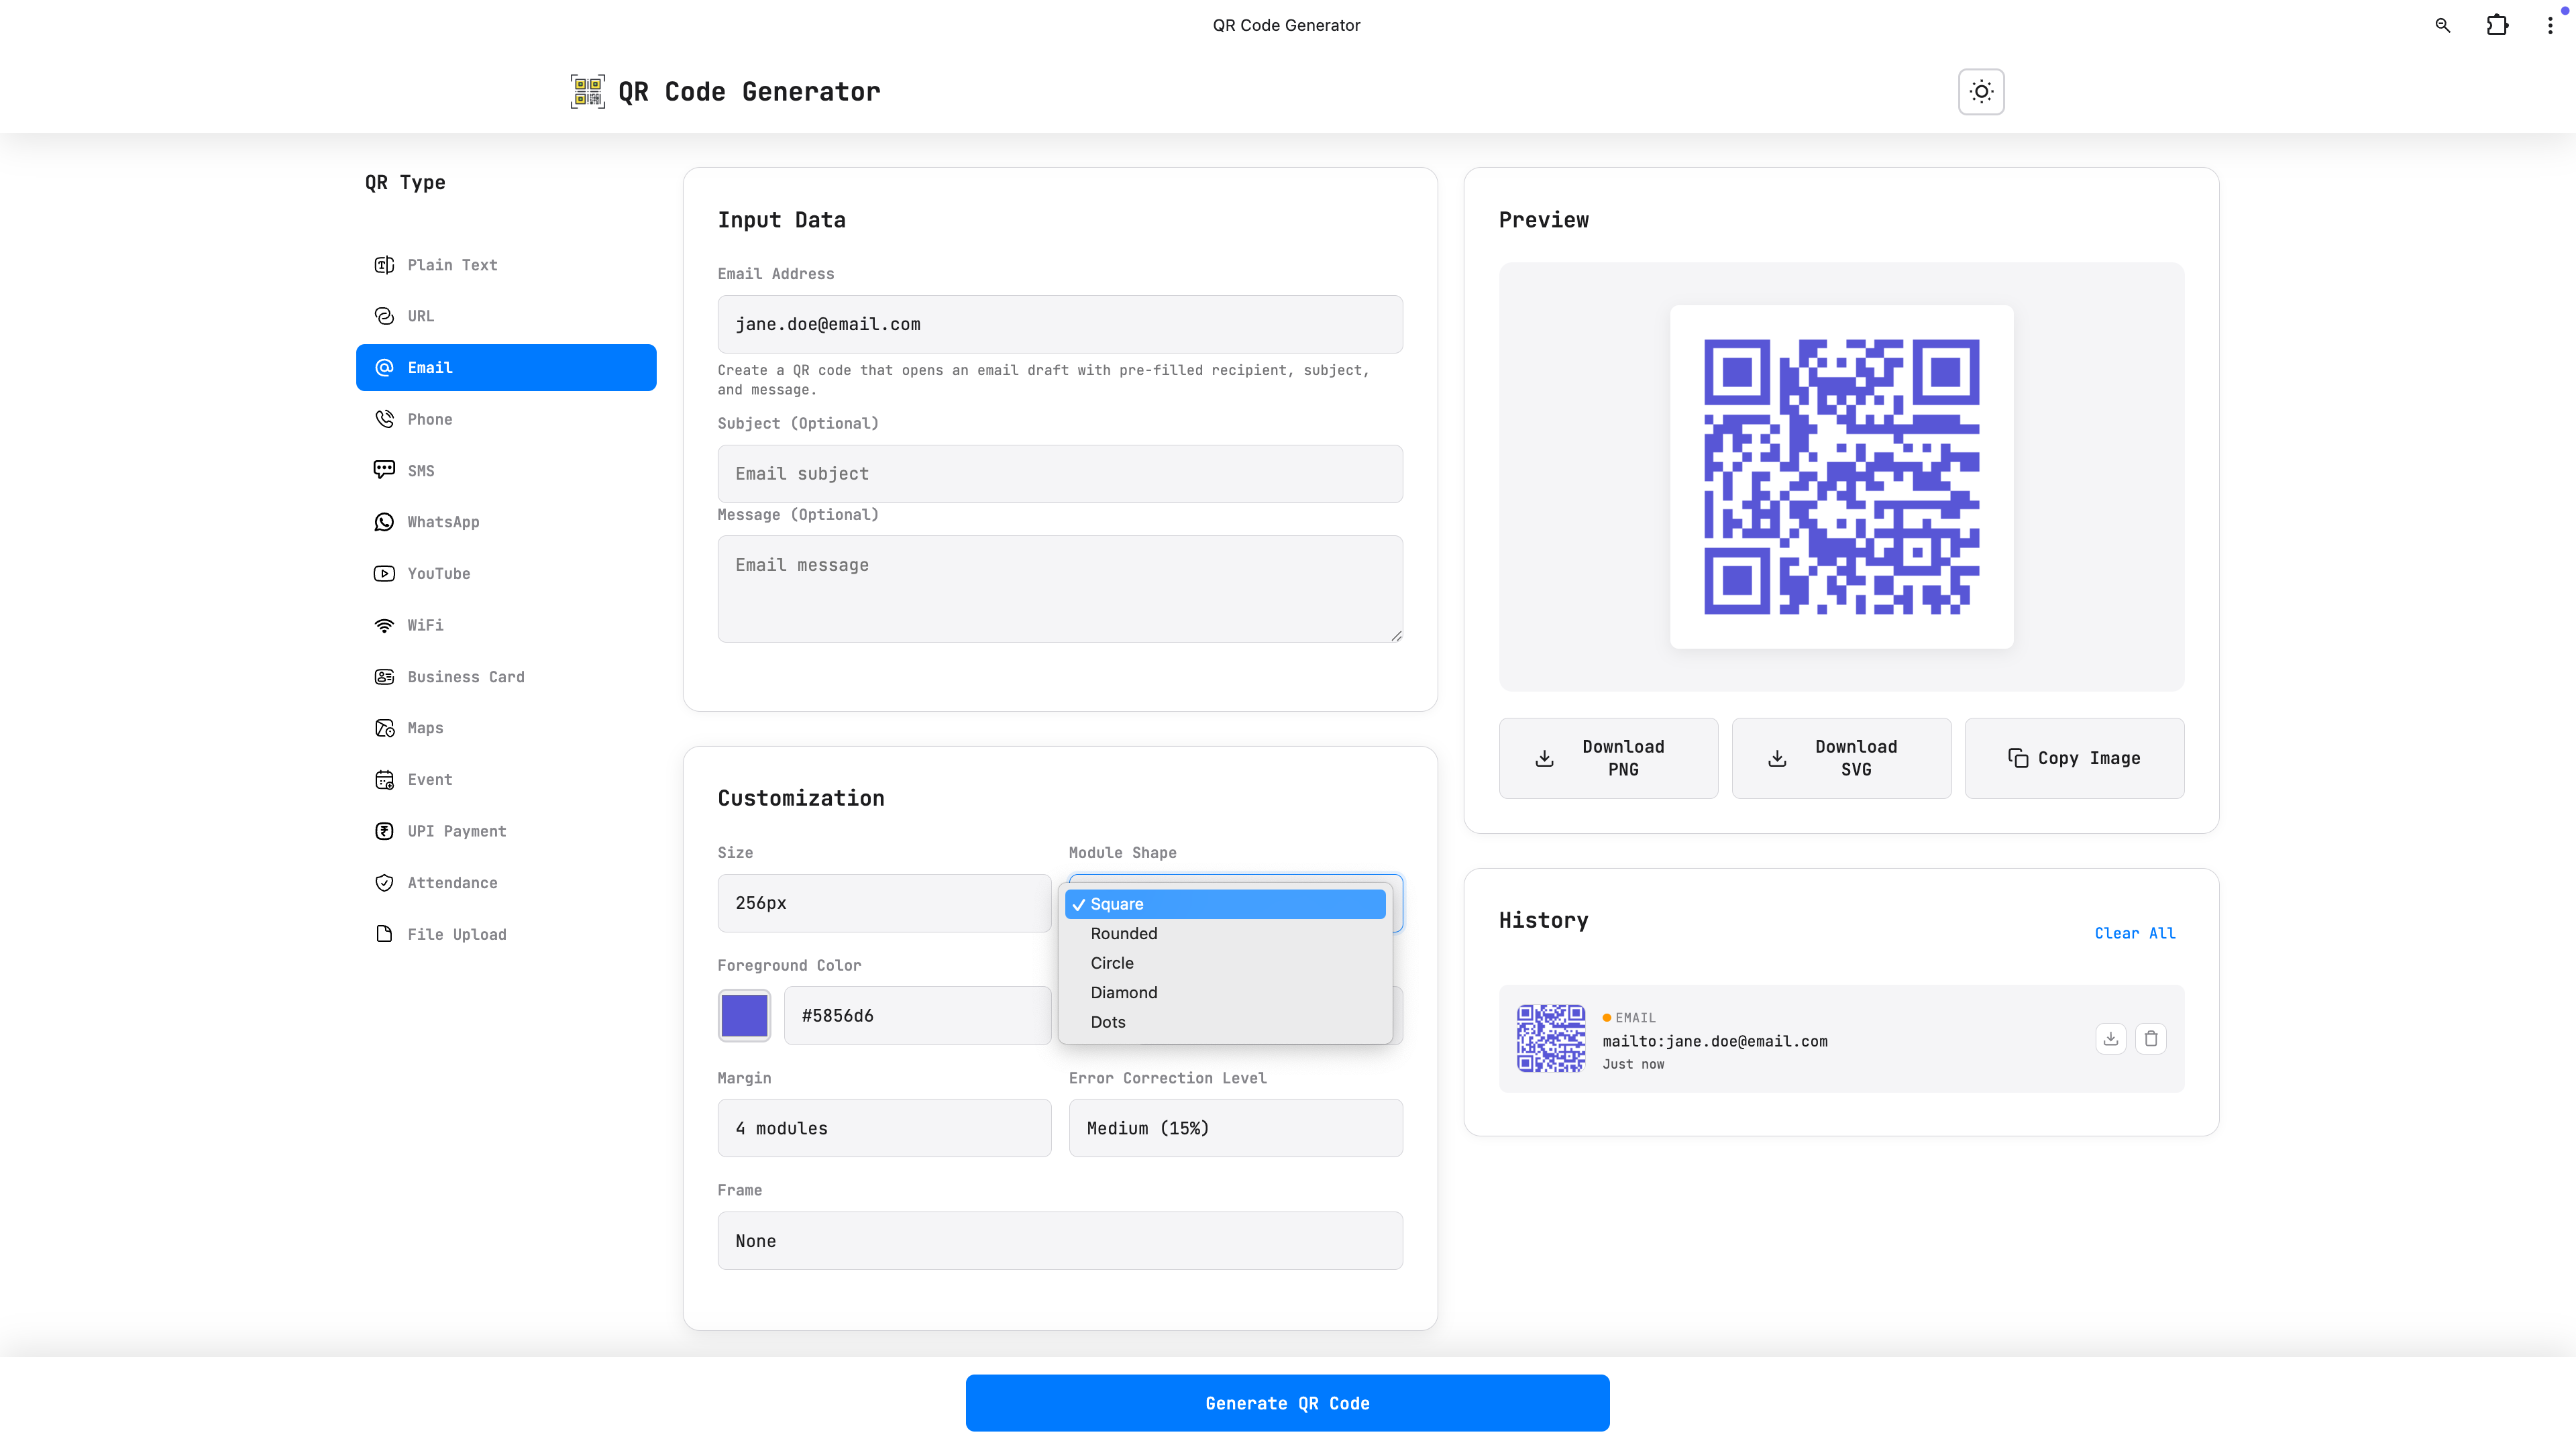 QR Code Generator
QR Code Generator
QR Type
Plain Text
URL
Email
Phone
SMS
WhatsApp
YouTube
WiFi
Business Card
Maps
Event
UPI Payment
Attendance
File Upload
Input Data
Email Address
jane.doe@email.com
Create a QR code that opens an email draft with pre-filled recipient, subject,
and message.
Subject (Optional)
Email subject
Message (Optional)
Email message
Customization
Size
256px
Module Shape
✓ Square
Rounded
Circle
Diamond
Dots
Foreground Color
#5856d6
Margin
4 modules
Error Correction Level
Medium (15%)
Frame
None
Preview
Download
PNG
Download
SVG
Copy Image
History
Clear All
EMAIL
mailto:jane.doe@email.com
Just now
Generate QR Code